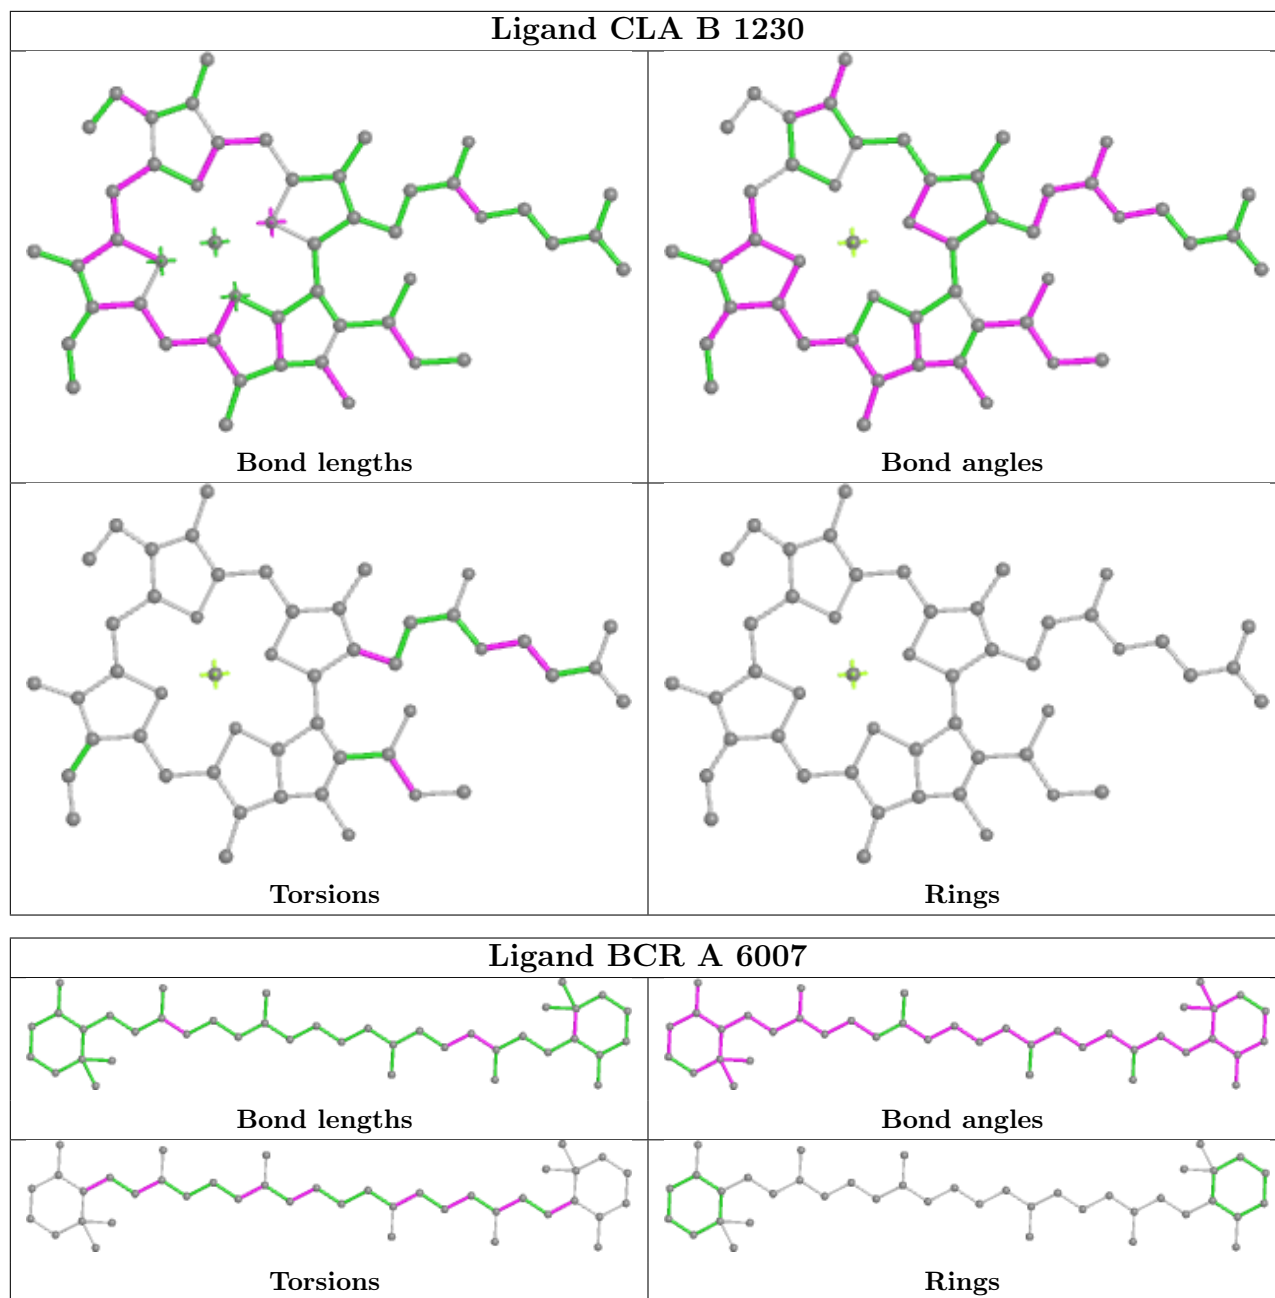 Ligand CLA B 1230
Bond lengths
Bond angles
Torsions
Rings
Ligand BCR A 6007
Bond lengths
Bond angles
Torsions
Rings